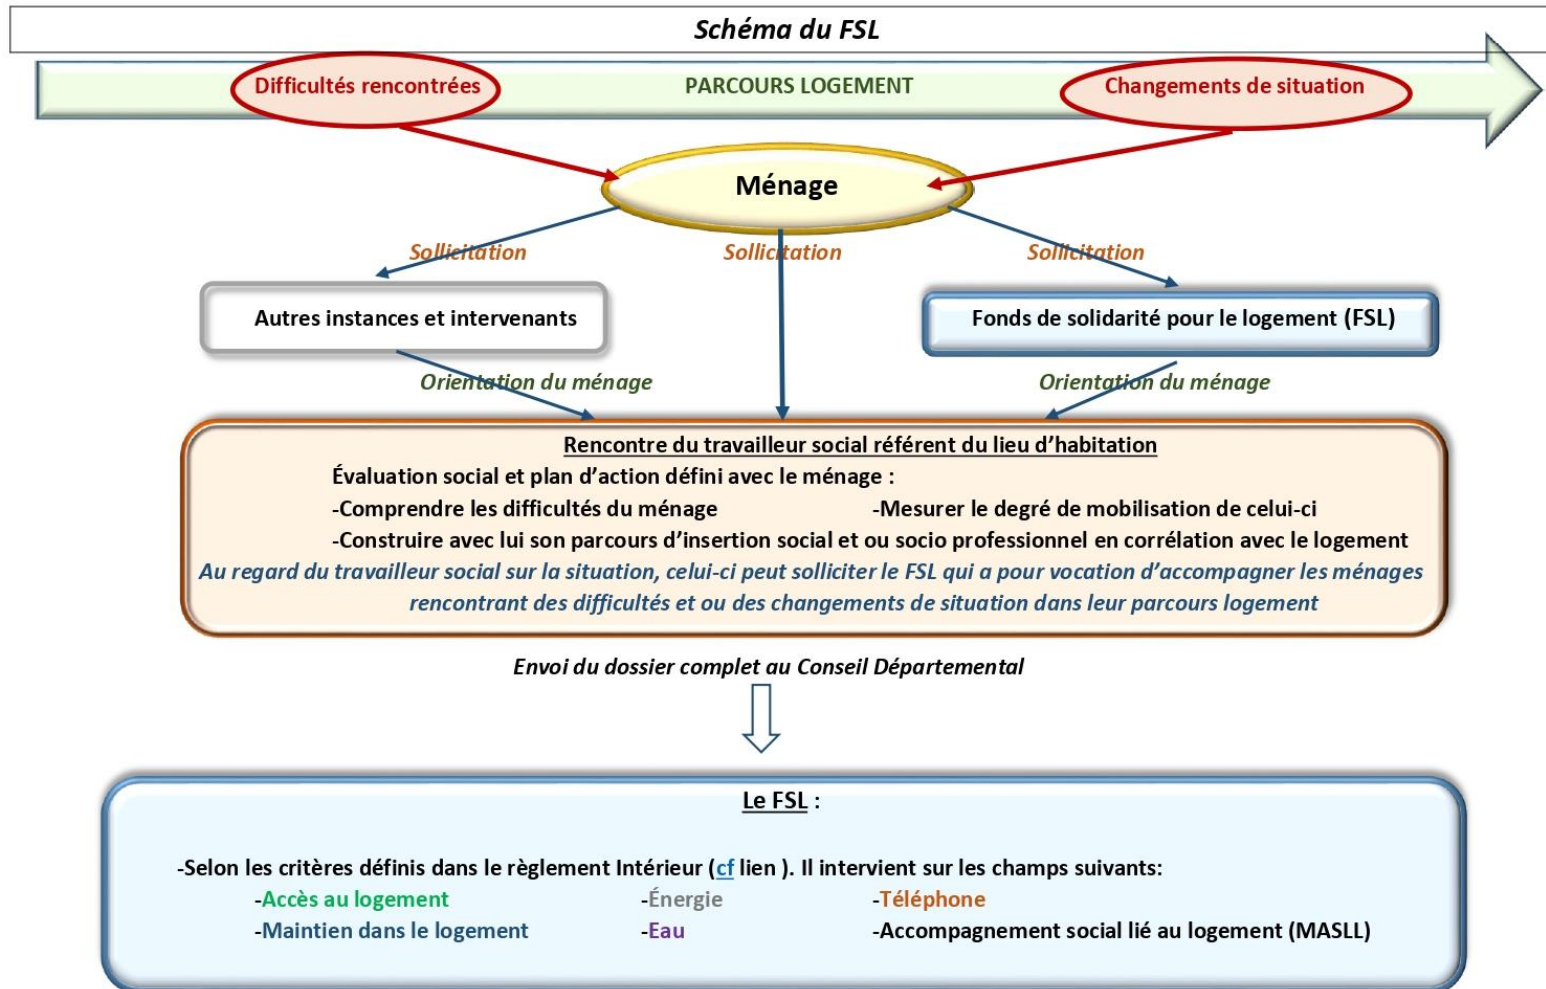 Schéma du FSL
Difficultés rencontrées
PARCOURS LOGEMENT
Changements de situation
Ménage
Sollicitation
Sollicitation
Sollicitation
Autres instances et intervenants
Fonds de solidarité pour le logement (FSL)
Orientation du ménage
Orientation du ménage
Rencontre du travailleur social référent du lieu d’habitation
Évaluation social et plan d’action défini avec le ménage :
-Comprendre les difficultés du ménage -Mesurer le degré de mobilisation de celui-ci
-Construire avec lui son parcours d’insertion social et ou socio professionnel en corrélation avec le logement
Au regard du travailleur social sur la situation, celui-ci peut solliciter le FSL qui a pour vocation d’accompagner les ménages
rencontrant des difficultés et ou des changements de situation dans leur parcours logement
Envoi du dossier complet au Conseil Départemental
Le FSL :
-Selon les critères définis dans le règlement Intérieur (cf lien ). Il intervient sur les champs suivants:
-Accès au logement -Énergie -Téléphone
-Maintien dans le logement -Eau -Accompagnement social lié au logement (MASLL)